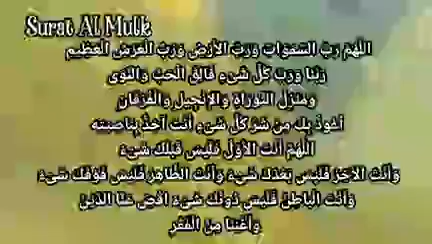 Surat Al Mulk
اللهم رب السموات ورب الأرض ورب العرش العظيم
ربنا ورب كل شيء فالق الحب والنوى
ومنزل التوراة والإنجيل والفرقان
أعوذ بك من شر كل شيء أنت آخذ بناصيته
اللهم أنت الأول فليس قبلك شيء
وأنت الآخر فليس بعدك شيء وأنت الظاهر فليس فوقك شيء
وأنت الباطن فليس دونك شيء اقض عنا الدين
وأغننا من الفقر